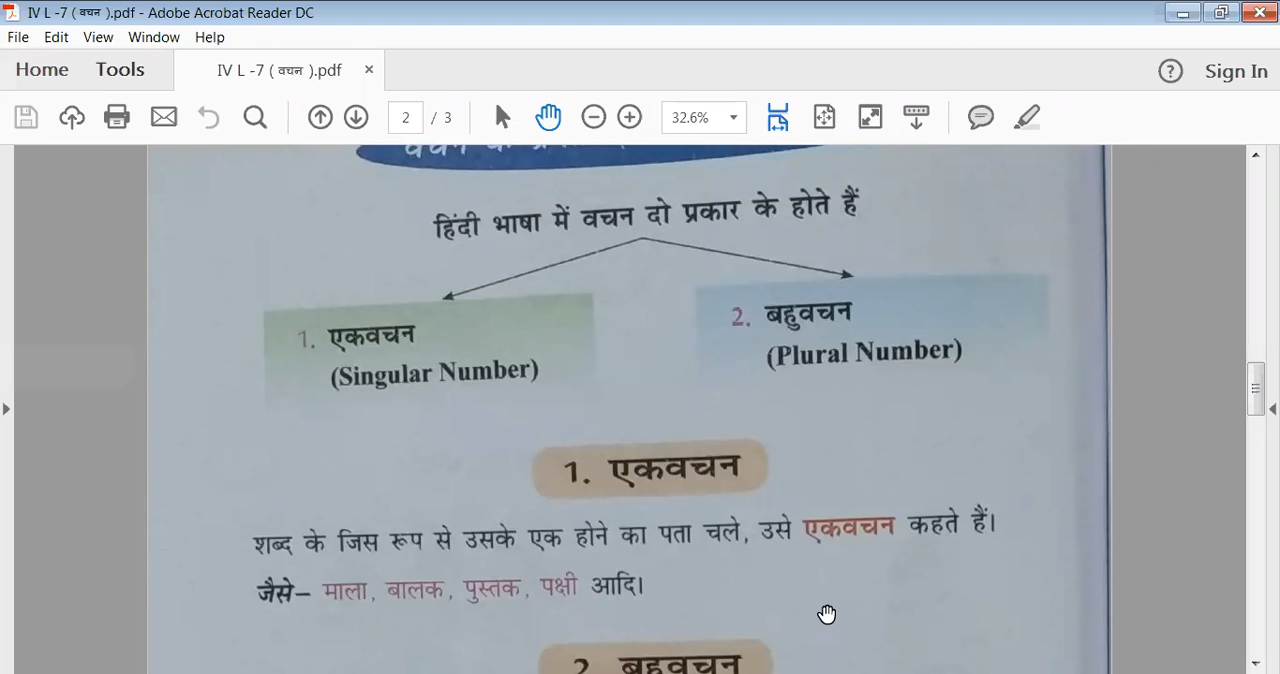 IV L -7 ( वचन ).pdf - Adobe Acrobat Reader DC
File Edit View Window Help
Home Tools IV L -7 ( वचन ).pdf × ? Sign In
2 / 3 32.6%
हिंदी भाषा में वचन दो प्रकार के होते हैं
1. एकवचन
(Singular Number)
2. बहुवचन
(Plural Number)
1. एकवचन
शब्द के जिस रूप से उसके एक होने का पता चले, उसे एकवचन कहते हैं।
जैसे– माला, बालक, पुस्तक, पक्षी आदि।
2. बहुवचन